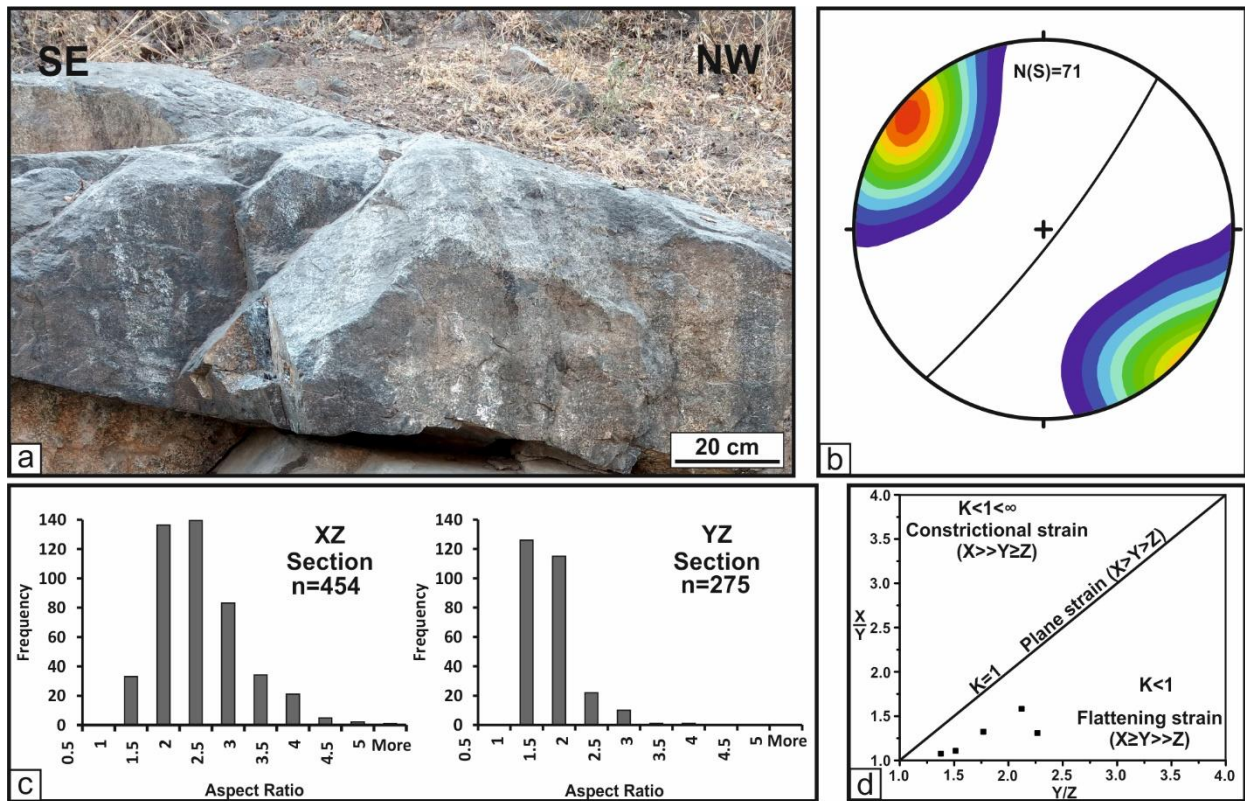 SE
NW
20 cm
a
N(S)=71
b
140
120
100
80
60
40
20
0
Frequency
0.5
1
1.5
2
2.5
3
3.5
4
4.5
5
More
Aspect Ratio
XZ
Section
n=454
140
120
100
80
60
40
20
0
Frequency
0.5
1
1.5
2
2.5
3
3.5
4
4.5
5
More
Aspect Ratio
YZ
Section
n=275
c
4.0
3.5
3.0
2.5
2.0
1.5
1.0
X
Y
K<1<∞
Constrictional strain
(X>>Y≥Z)
K=1 Plane strain (X>Y>Z)
K<1
Flattening strain
(X≥Y>>Z)
1.0 1.5 2.0 2.5 3.0 3.5 4.0
Y/Z
d